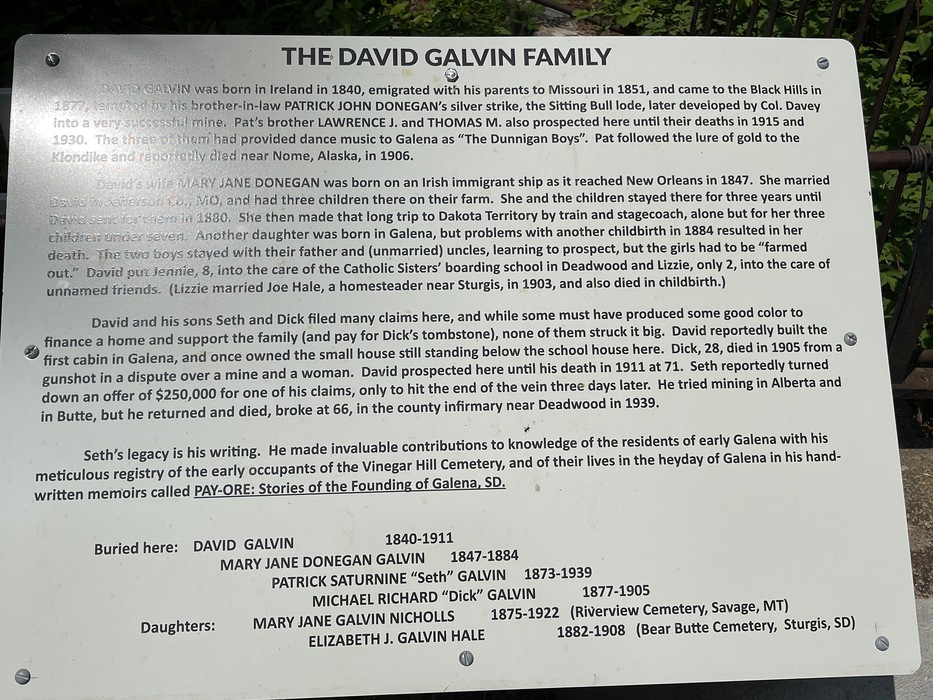 THE DAVID GALVIN FAMILY
DAVID GALVIN was born in Ireland in 1840, emigrated with his parents to Missouri in 1851, and came to the Black Hills in
1877, tempted by his brother-in-law PATRICK JOHN DONEGAN's silver strike, the Sitting Bull lode, later developed by Col. Davey
into a very successful mine. Pat's brother LAWRENCE J. and THOMAS M. also prospected here until their deaths in 1915 and
1930. The three of them had provided dance music to Galena as "The Dunnigan Boys". Pat followed the lure of gold to the
Klondike and reportedly died near Nome, Alaska, in 1906.
David's wife MARY JANE DONEGAN was born on an Irish immigrant ship as it reached New Orleans in 1847. She married
David in Jefferson Co., MO, and had three children there on their farm. She and the children stayed there for three years until
David sent for them in 1880. She then made that long trip to Dakota Territory by train and stagecoach, alone but for her three
children under seven. Another daughter was born in Galena, but problems with another childbirth in 1884 resulted in her
death. The two boys stayed with their father and (unmarried) uncles, learning to prospect, but the girls had to be "farmed
out." David put Jennie, 8, into the care of the Catholic Sisters' boarding school in Deadwood and Lizzie, only 2, into the care of
unnamed friends. (Lizzie married Joe Hale, a homesteader near Sturgis, in 1903, and also died in childbirth.)
David and his sons Seth and Dick filed many claims here, and while some must have produced some good color to
finance a home and support the family (and pay for Dick's tombstone), none of them struck it big. David reportedly built the
first cabin in Galena, and once owned the small house still standing below the school house here. Dick, 28, died in 1905 from a
gunshot in a dispute over a mine and a woman. David prospected here until his death in 1911 at 71. Seth reportedly turned
down an offer of $250,000 for one of his claims, only to hit the end of the vein three days later. He tried mining in Alberta and
in Butte, but he returned and died, broke at 66, in the county infirmary near Deadwood in 1939.
Seth's legacy is his writing. He made invaluable contributions to knowledge of the residents of early Galena with his
meticulous registry of the early occupants of the Vinegar Hill Cemetery, and of their lives in the heyday of Galena in his hand-
written memoirs called PAY-ORE: Stories of the Founding of Galena, SD.
Buried here: DAVID GALVIN 1840-1911
MARY JANE DONEGAN GALVIN 1847-1884
PATRICK SATURNINE "Seth" GALVIN 1873-1939
MICHAEL RICHARD "Dick" GALVIN 1877-1905
Daughters: MARY JANE GALVIN NICHOLLS 1875-1922 (Riverview Cemetery, Savage, MT)
ELIZABETH J. GALVIN HALE 1882-1908 (Bear Butte Cemetery, Sturgis, SD)